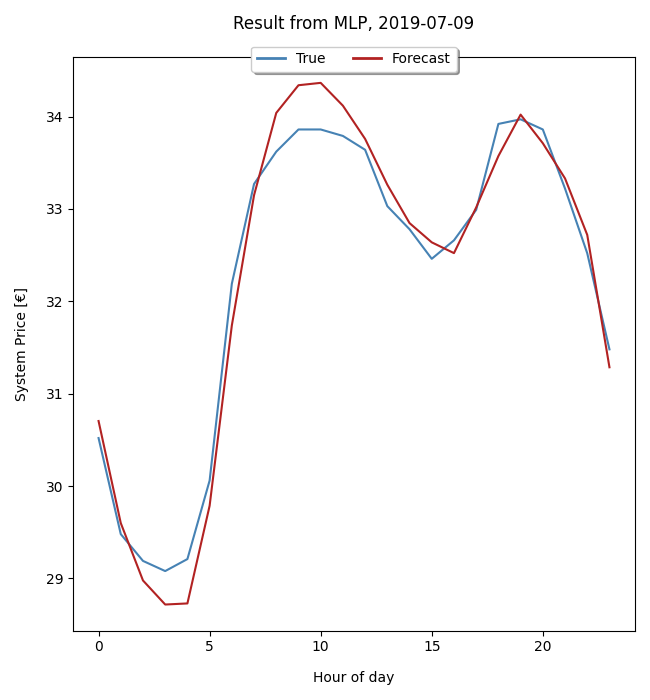 Result from MLP, 2019-07-09
True Forecast
34
33
32
31
30
29
System Price [€]
0 5 10 15 20
Hour of day